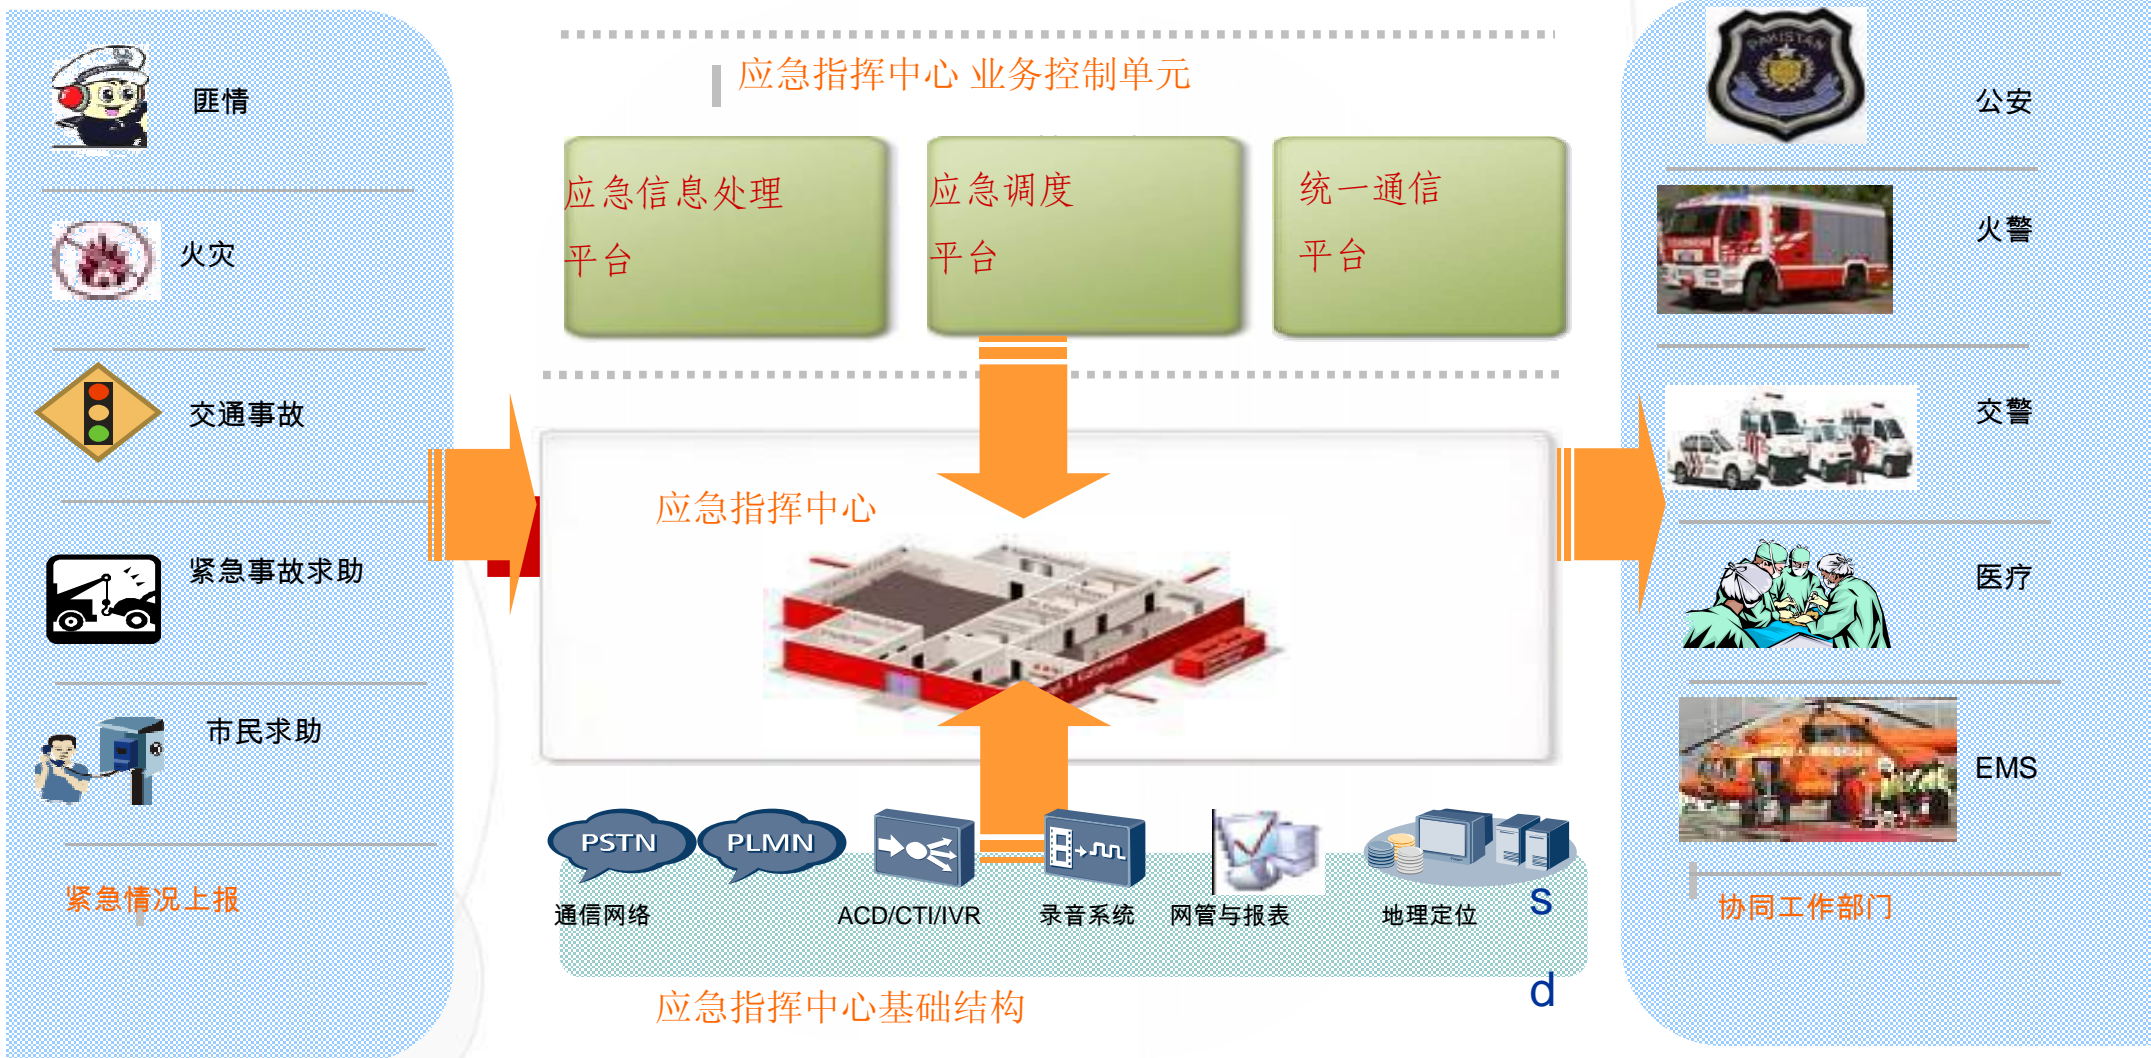 匪情
火灾
交通事故
紧急事故求助
市民求助
紧急情况上报
应急指挥中心 业务控制单元
应急信息处理
平台
应急调度
平台
统一通信
平台
应急指挥中心
PSTN
PLMN
通信网络
ACD/CTI/IVR
录音系统
网管与报表
地理定位
s
d
应急指挥中心基础结构
PAKISTAN
公安
火警
交警
医疗
EMS
协同工作部门